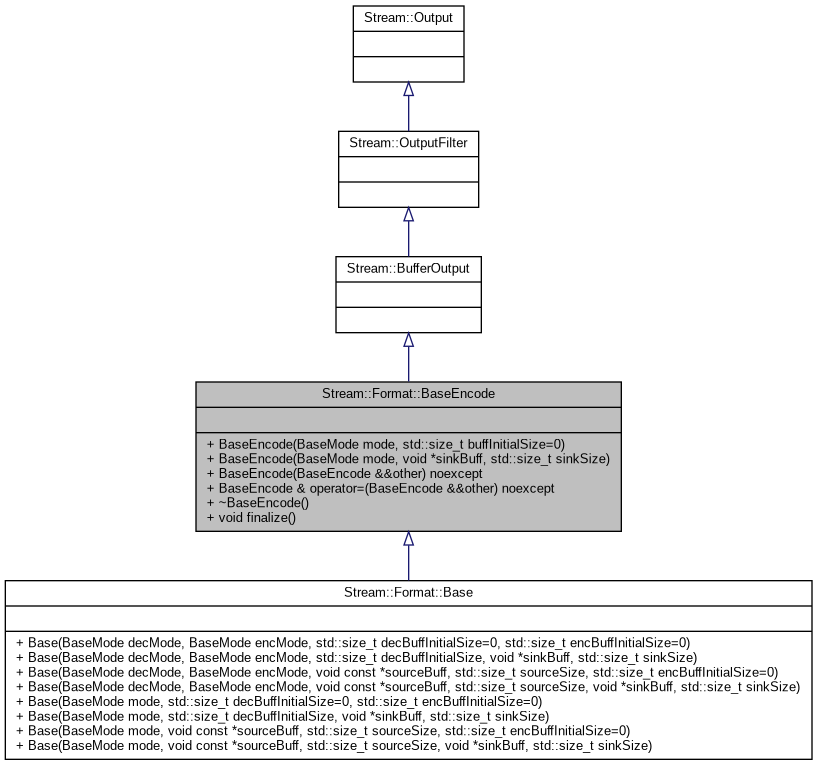 Stream::Output
Stream::OutputFilter
Stream::BufferOutput
Stream::Format::BaseEncode
+ BaseEncode(BaseMode mode, std::size_t buffInitialSize=0)
+ BaseEncode(BaseMode mode, void *sinkBuff, std::size_t sinkSize)
+ BaseEncode(BaseEncode &&other) noexcept
+ BaseEncode & operator=(BaseEncode &&other) noexcept
+ ~BaseEncode()
+ void finalize()
Stream::Format::Base
+ Base(BaseMode decMode, BaseMode encMode, std::size_t decBuffInitialSize=0, std::size_t encBuffInitialSize=0)
+ Base(BaseMode decMode, BaseMode encMode, std::size_t decBuffInitialSize, void *sinkBuff, std::size_t sinkSize)
+ Base(BaseMode decMode, BaseMode encMode, void const *sourceBuff, std::size_t sourceSize, std::size_t encBuffInitialSize=0)
+ Base(BaseMode decMode, BaseMode encMode, void const *sourceBuff, std::size_t sourceSize, void *sinkBuff, std::size_t sinkSize)
+ Base(BaseMode mode, std::size_t decBuffInitialSize=0, std::size_t encBuffInitialSize=0)
+ Base(BaseMode mode, std::size_t decBuffInitialSize, void *sinkBuff, std::size_t sinkSize)
+ Base(BaseMode mode, void const *sourceBuff, std::size_t sourceSize, std::size_t encBuffInitialSize=0)
+ Base(BaseMode mode, void const *sourceBuff, std::size_t sourceSize, void *sinkBuff, std::size_t sinkSize)